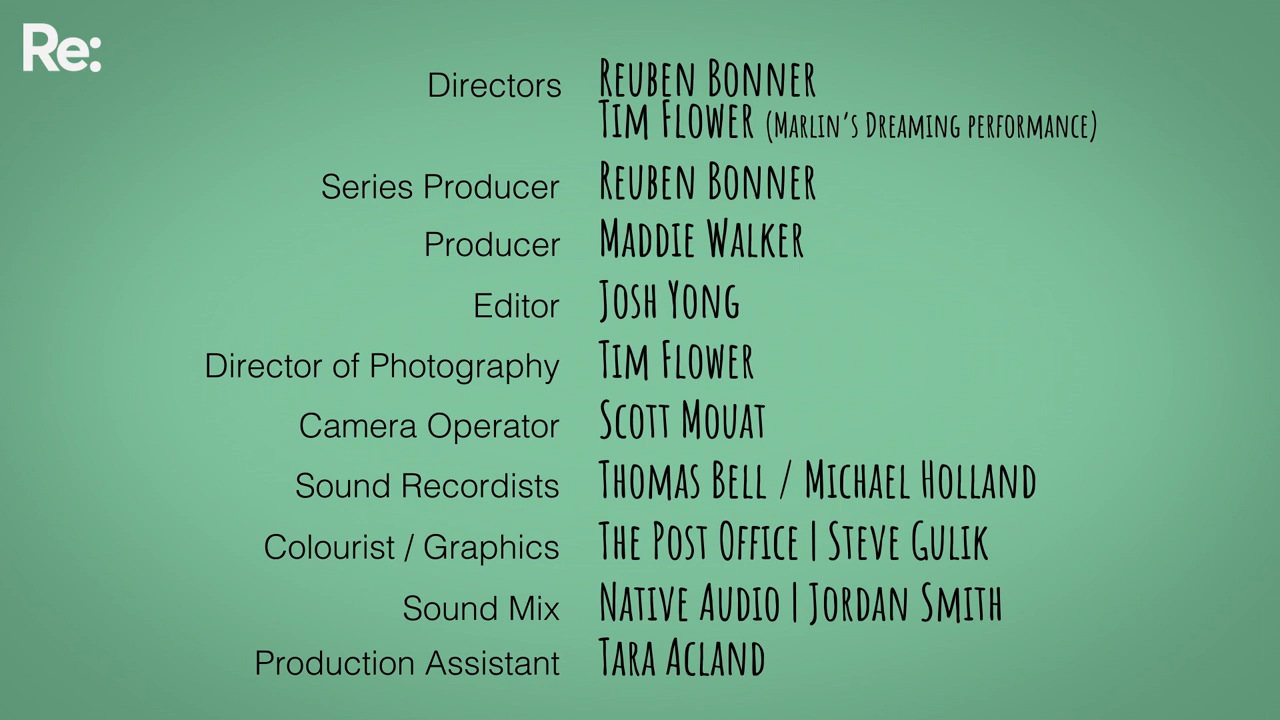 Re:
Directors REUBEN BONNER
TIM FLOWER (MARLIN'S DREAMING PERFORMANCE)
Series Producer REUBEN BONNER
Producer MADDIE WALKER
Editor JOSH YONG
Director of Photography TIM FLOWER
Camera Operator SCOTT MOUAT
Sound Recordists THOMAS BELL / MICHAEL HOLLAND
Colourist / Graphics THE POST OFFICE | STEVE GULIK
Sound Mix NATIVE AUDIO | JORDAN SMITH
Production Assistant TARA ACLAND